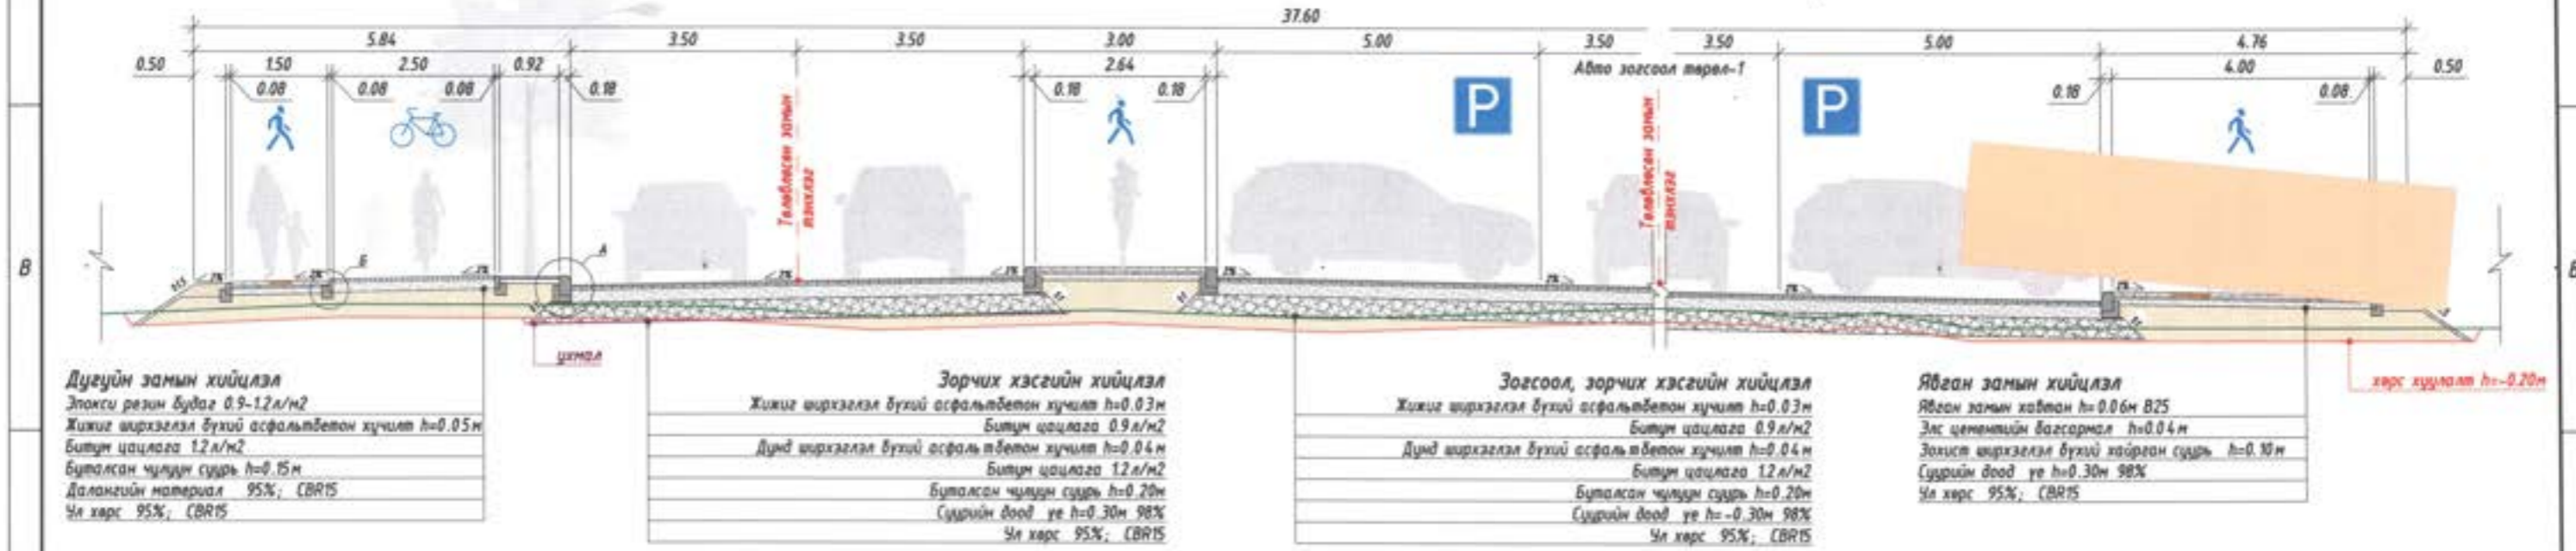 37.60
5.84 3.50 3.50 3.00 5.00 3.50 3.50 5.00 4.76
0.50 1.50 2.50 0.92 2.64 Авто зогсоол төрөл-1 4.00 0.50
0.08 0.08 0.08 0.18 0.18 0.18 0.18 0.08
P P
Төлөвлөсөн замын
тэнхлэг
Төлөвлөсөн замын
тэнхлэг
В Б А
ухмал
хөрс хуулалт h=-0.20м
Дугуйн замын хийцлэл
Эпокси резин будаг 0.9-1.2л/м2
Жижиг ширхэглэл бүхий асфальтбетон хучилт h=0.05м
Битум цацлага 1.2л/м2
Буталсан чулуун суурь h=0.15м
Далангийн материал 95%; CBR15
Ул хөрс 95%; CBR15
Зорчих хэсгийн хийцлэл
Жижиг ширхэглэл бүхий асфальтбетон хучилт h=0.03м
Битум цацлага 0.9л/м2
Дунд ширхэглэл бүхий асфальтбетон хучилт h=0.04м
Битум цацлага 1.2л/м2
Буталсан чулуун суурь h=0.20м
Суурийн доод үе h=0.30м 98%
Ул хөрс 95%; CBR15
Зогсоол, зорчих хэсгийн хийцлэл
Жижиг ширхэглэл бүхий асфальтбетон хучилт h=0.03м
Битум цацлага 0.9л/м2
Дунд ширхэглэл бүхий асфальтбетон хучилт h=0.04м
Битум цацлага 1.2л/м2
Буталсан чулуун суурь h=0.20м
Суурийн доод үе h=-0.30м 98%
Ул хөрс 95%; CBR15
Явган замын хийцлэл
Явган замын хавтан h=0.06м B25
Элс цементийн багсармал h=0.04м
Зохист ширхэглэл бүхий хайрган суурь h=0.10м
Суурийн доод үе h=0.30м 98%
Ул хөрс 95%; CBR15